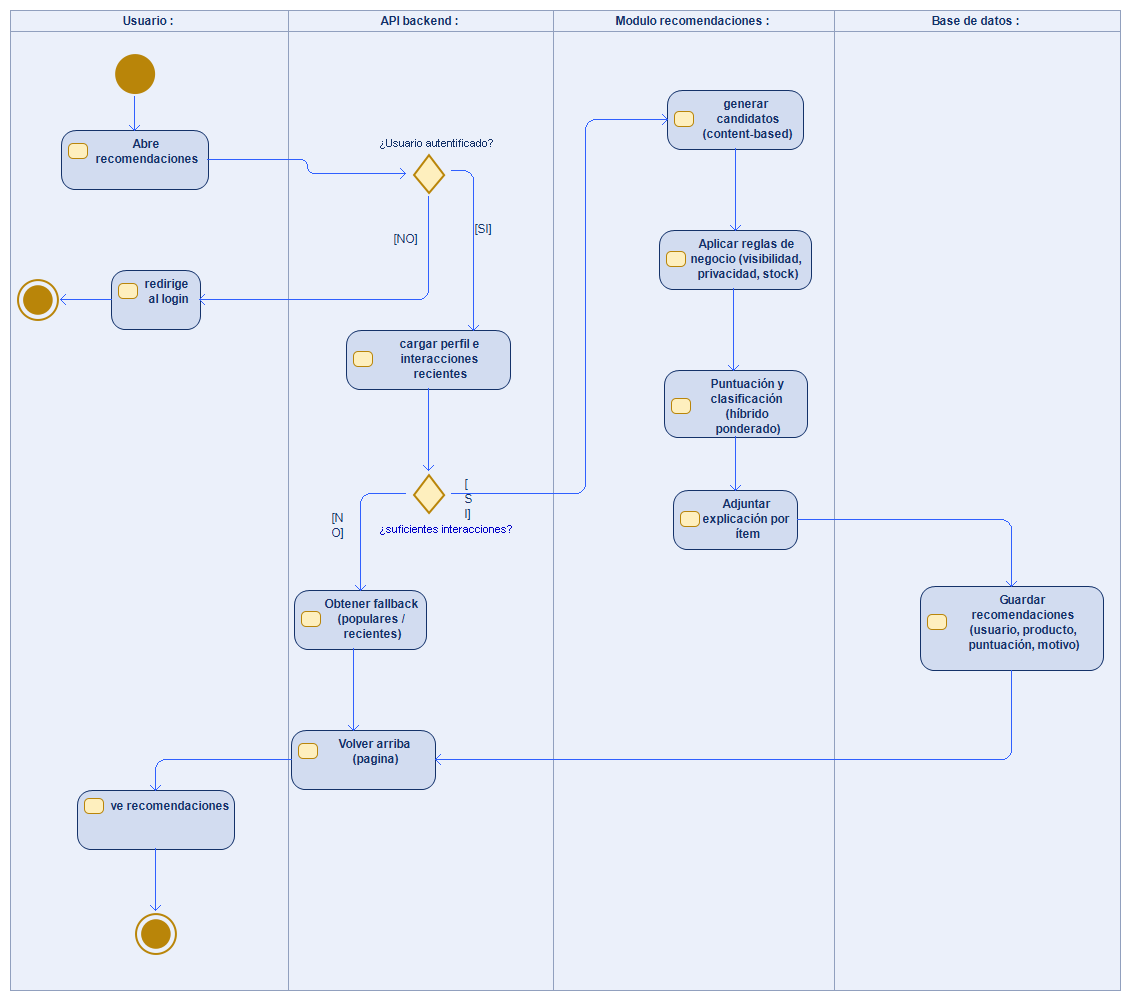 Usuario :
API backend :
Modulo recomendaciones :
Base de datos :
Abre
recomendaciones
¿Usuario autentificado?
[NO]
[SI]
redirige
al login
cargar perfil e
interacciones
recientes
[
S
I]
[N
O]
¿suficientes interacciones?
Obtener fallback
(populares /
recientes)
Volver arriba
(pagina)
ve recomendaciones
generar
candidatos
(content-based)
Aplicar reglas de
negocio (visibilidad,
privacidad, stock)
Puntuación y
clasificación
(híbrido
ponderado)
Adjuntar
explicación por
ítem
Guardar
recomendaciones
(usuario, producto,
puntuación, motivo)